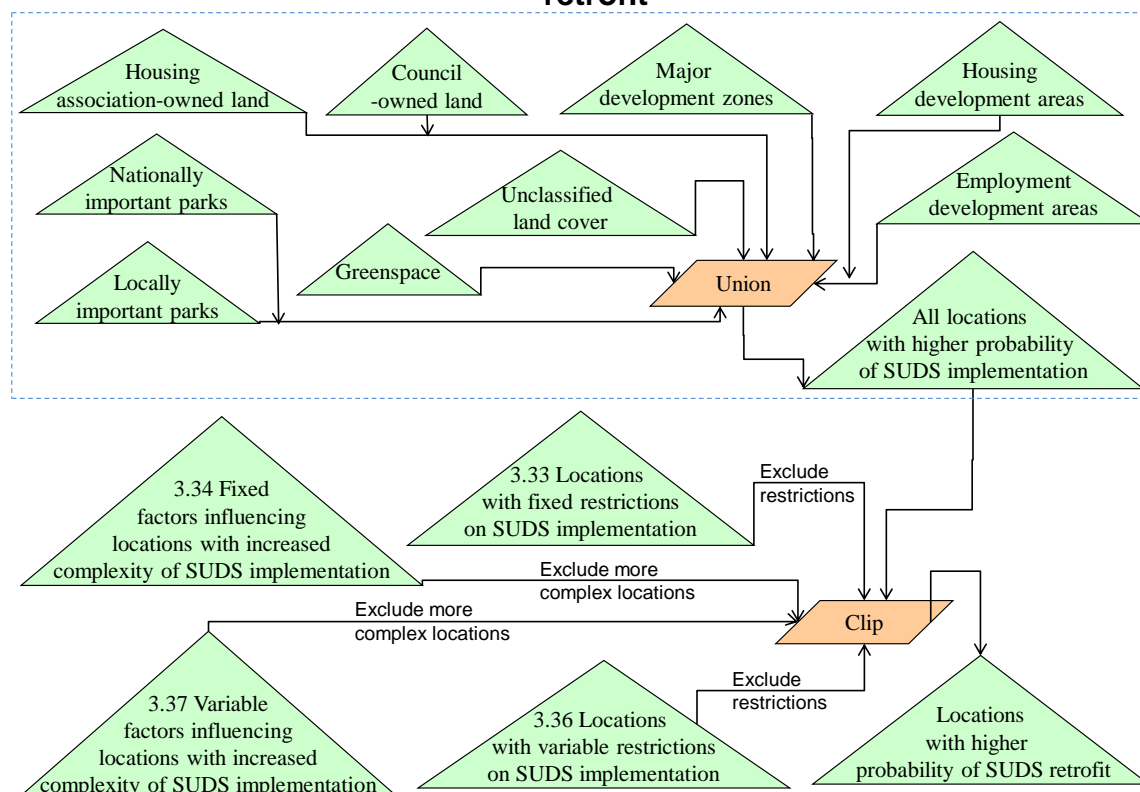 retrofit
Housing
association-owned land
Council
-owned land
Major
development zones
Housing
development areas
Nationally
important parks
Unclassified
land cover
Employment
development areas
Greenspace
Union
Locally
important parks
All locations
with higher probability
of SUDS implementation
3.34 Fixed
factors influencing
locations with increased
complexity of SUDS implementation
3.33 Locations
with fixed restrictions
on SUDS implementation
Exclude
restrictions
Exclude more
complex locations
Exclude more
complex locations
Clip
3.37 Variable
factors influencing
locations with increased
complexity of SUDS implementation
3.36 Locations
with variable restrictions
on SUDS implementation
Exclude
restrictions
Locations
with higher
probability of SUDS retrofit